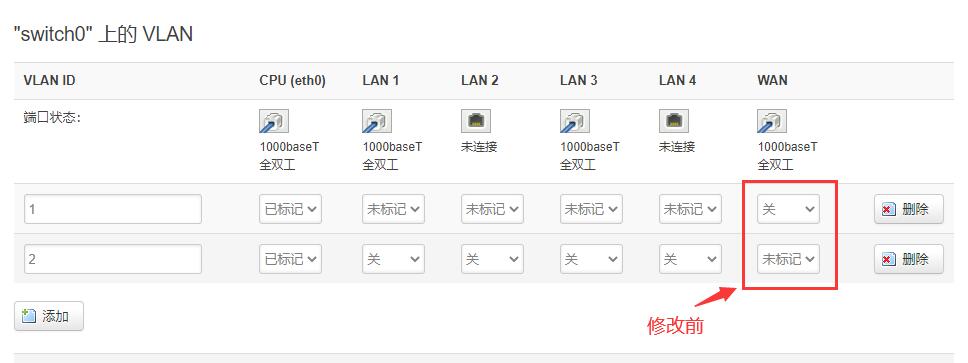 "switch0" 上的 VLAN
VLAN ID CPU (eth0) LAN 1 LAN 2 LAN 3 LAN 4 WAN
端口状态:
1000baseT 1000baseT 未连接 1000baseT 未连接 1000baseT
全双工 全双工 全双工 全双工
1 已标记 未标记 未标记 未标记 未标记 关 删除
2 已标记 关 关 关 关 未标记 删除
添加
修改前